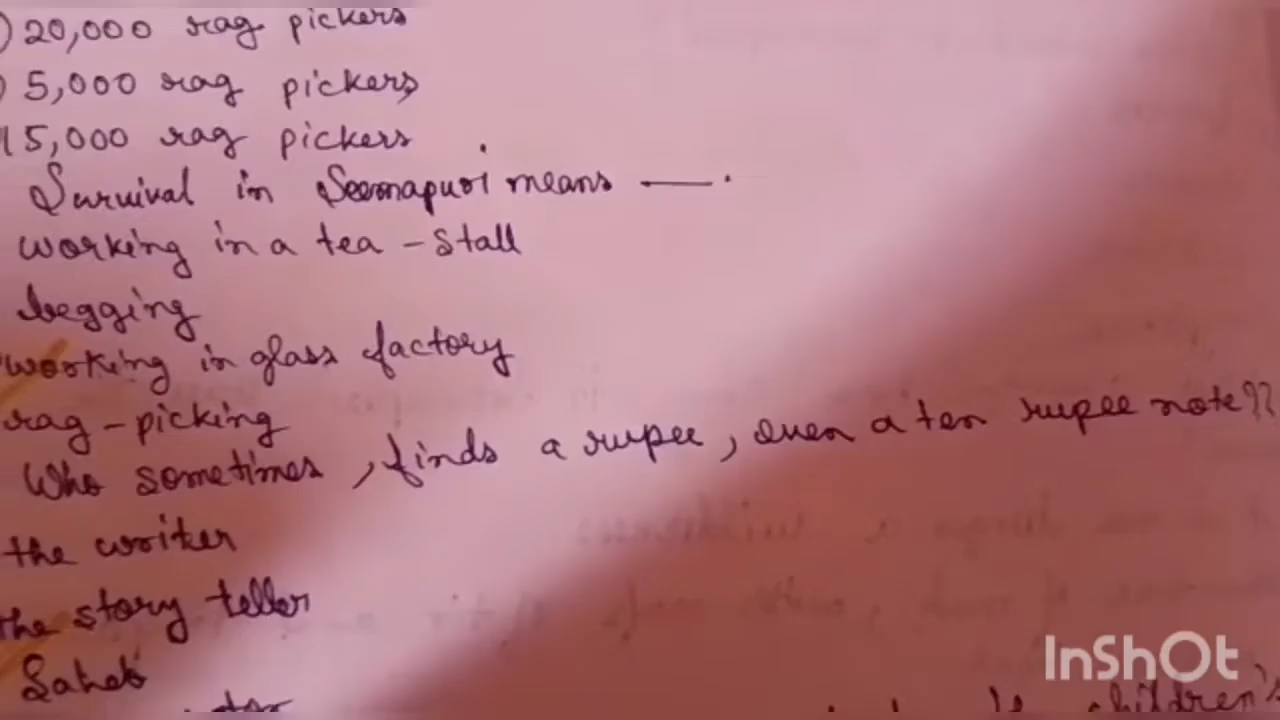 ) 20,000 rag pickers
) 5,000 rag pickers
15,000 rag pickers
Survival in Seemapuri means —.
working in a tea-stall
begging
working in glass factory
rag-picking
Who sometimes, finds a rupee, even a ten rupee note??
the writer
the story teller
Saheb
children's
InShOt